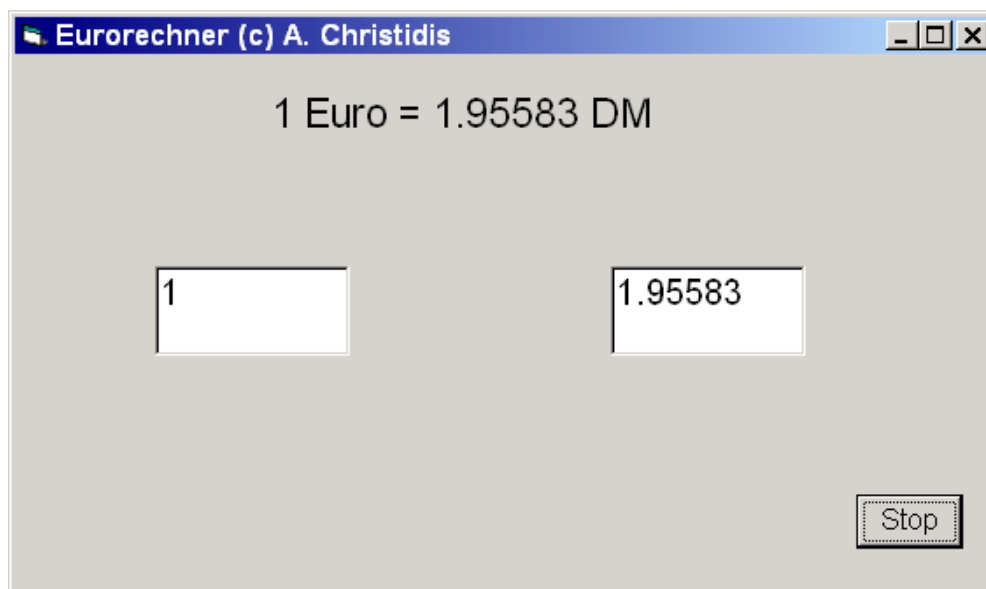 Eurorechner (c) A. Christidis
1 Euro = 1.95583 DM
1 1.95583
Stop